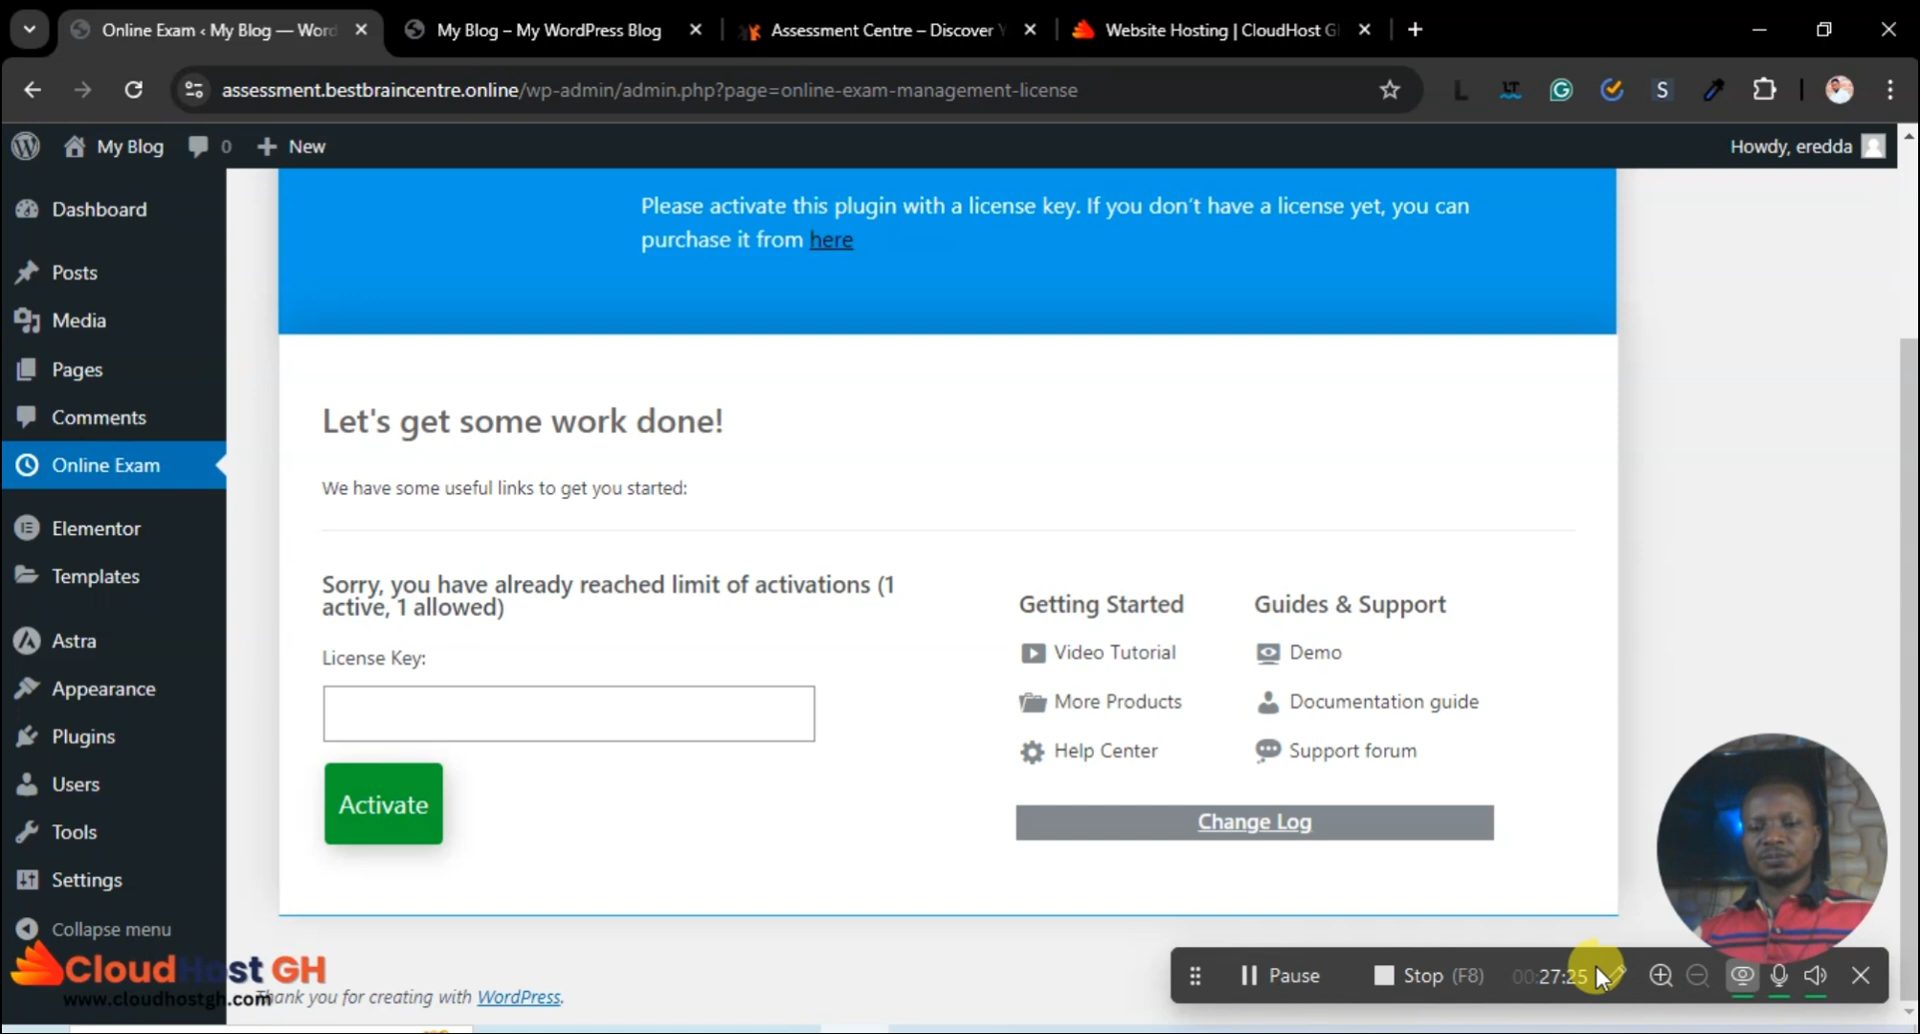 Online Exam ‹ My Blog — Word
My Blog – My WordPress Blog
Assessment Centre – Discover Y
Website Hosting | CloudHost GH
assessment.bestbraincentre.online/wp-admin/admin.php?page=online-exam-management-license
My Blog
0
New
Howdy, eredda
Dashboard
Posts
Media
Pages
Comments
Online Exam
Elementor
Templates
Astra
Appearance
Plugins
Users
Tools
Settings
Collapse menu
Please activate this plugin with a license key. If you don't have a license yet, you can
purchase it from here
Let's get some work done!
We have some useful links to get you started:
Sorry, you have already reached limit of activations (1
active, 1 allowed)
License Key:
Activate
Getting Started
Video Tutorial
More Products
Help Center
Guides & Support
Demo
Documentation guide
Support forum
Change Log
CloudHost GH
www.cloudhostgh.com
Thank you for creating with WordPress.
Pause
Stop (F8)
00:27:25